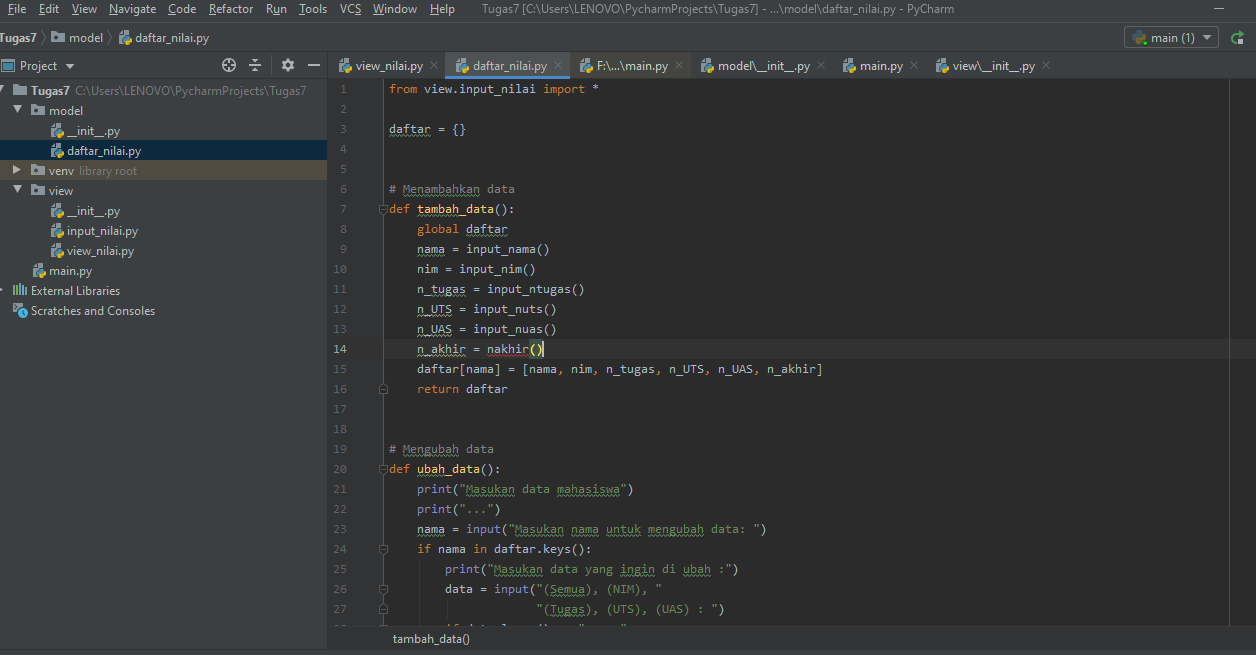 File Edit View Navigate Code Refactor Run Tools VCS Window Help Tugas7 [C:\Users\LENOVO\PycharmProjects\Tugas7] - ...\model\daftar_nilai.py - PyCharm
Tugas7 model daftar_nilai.py main (1)
Project view_nilai.py daftar_nilai.py F:\...\main.py model\__init__.py main.py view\__init__.py
Tugas7 C:\Users\LENOVO\PycharmProjects\Tugas7
model
__init__.py
daftar_nilai.py
venv library root
view
__init__.py
input_nilai.py
view_nilai.py
main.py
External Libraries
Scratches and Consoles
1 from view.input_nilai import *
2
3 daftar = {}
4
5
6 # Menambahkan data
7 def tambah_data():
8 global daftar
9 nama = input_nama()
10 nim = input_nim()
11 n_tugas = input_ntugas()
12 n_UTS = input_nuts()
13 n_UAS = input_nuas()
14 n_akhir = nakhir()
15 daftar[nama] = [nama, nim, n_tugas, n_UTS, n_UAS, n_akhir]
16 return daftar
17
18
19 # Mengubah data
20 def ubah_data():
21 print("Masukan data mahasiswa")
22 print("...")
23 nama = input("Masukan nama untuk mengubah data: ")
24 if nama in daftar.keys():
25 print("Masukan data yang ingin di ubah :")
26 data = input("(Semua), (NIM), "
27 "(Tugas), (UTS), (UAS) : ")
tambah_data()